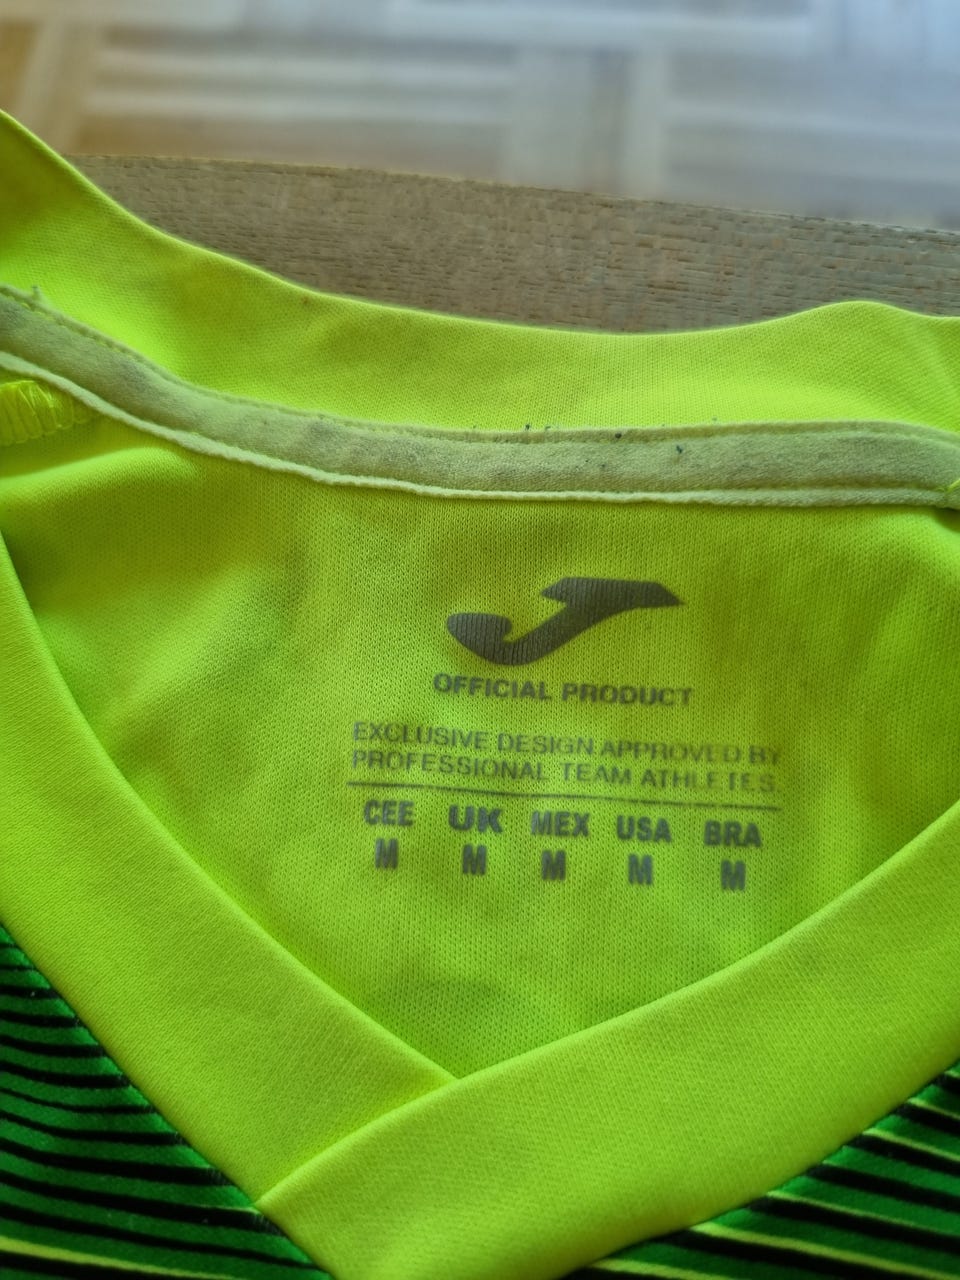 OFFICIAL PRODUCT
EXCLUSIVE DESIGN APPROVED BY
PROFESSIONAL TEAM ATHLETES
CEE UK MEX USA BRA
M M M M M